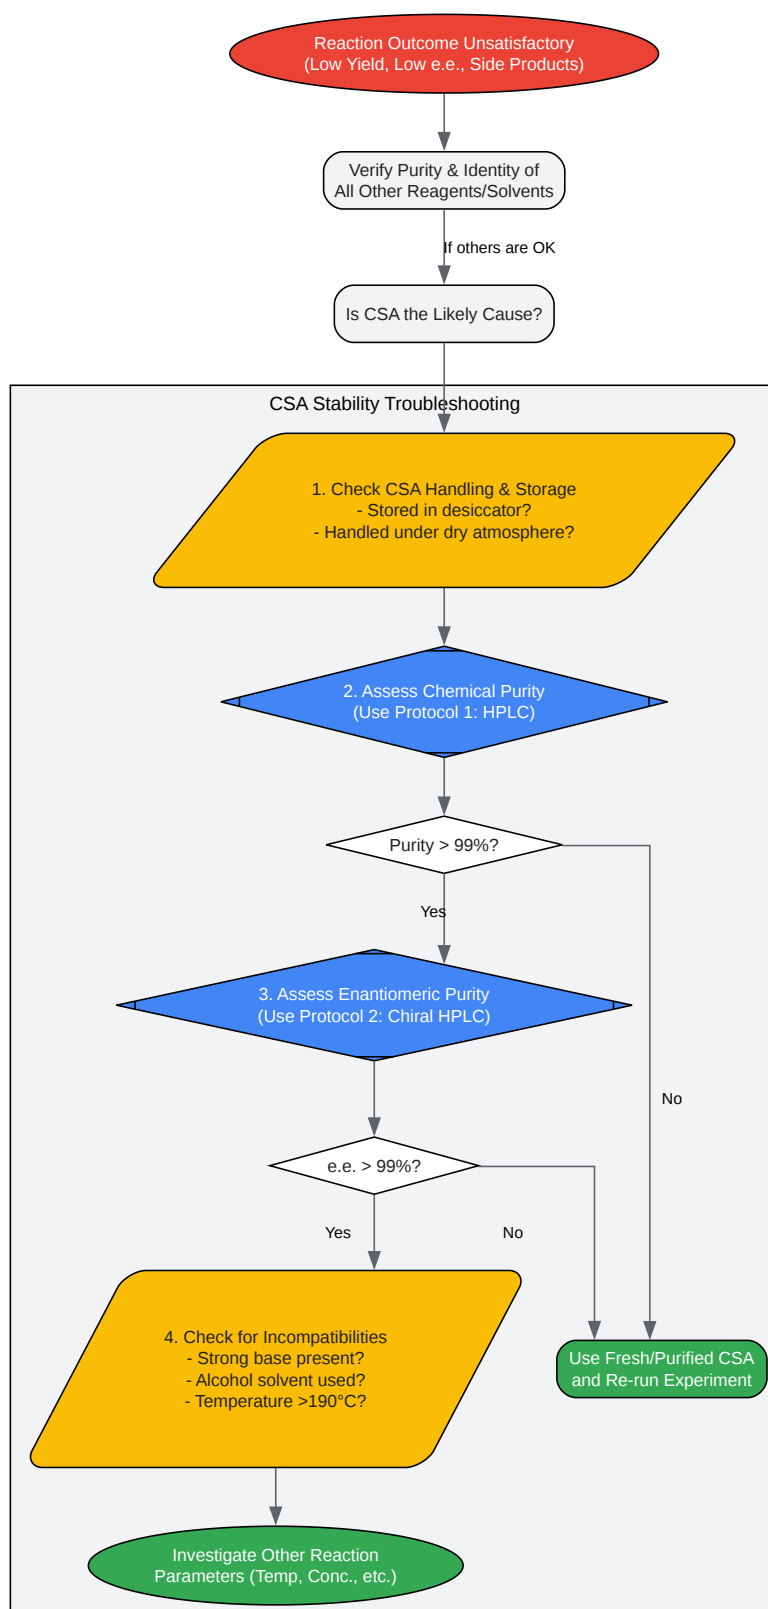 Reaction Outcome Unsatisfactory
(Low Yield, Low e.e., Side Products)
Verify Purity & Identity of
All Other Reagents/Solvents
If others are OK
Is CSA the Likely Cause?
CSA Stability Troubleshooting
1. Check CSA Handling & Storage
- Stored in desiccator?
- Handled under dry atmosphere?
2. Assess Chemical Purity
(Use Protocol 1: HPLC)
Purity > 99%?
Yes
3. Assess Enantiomeric Purity
(Use Protocol 2: Chiral HPLC)
No
e.e. > 99%?
Yes
No
4. Check for Incompatibilities
- Strong base present?
- Alcohol solvent used?
- Temperature >190°C?
Use Fresh/Purified CSA
and Re-run Experiment
Investigate Other Reaction
Parameters (Temp, Conc., etc.)